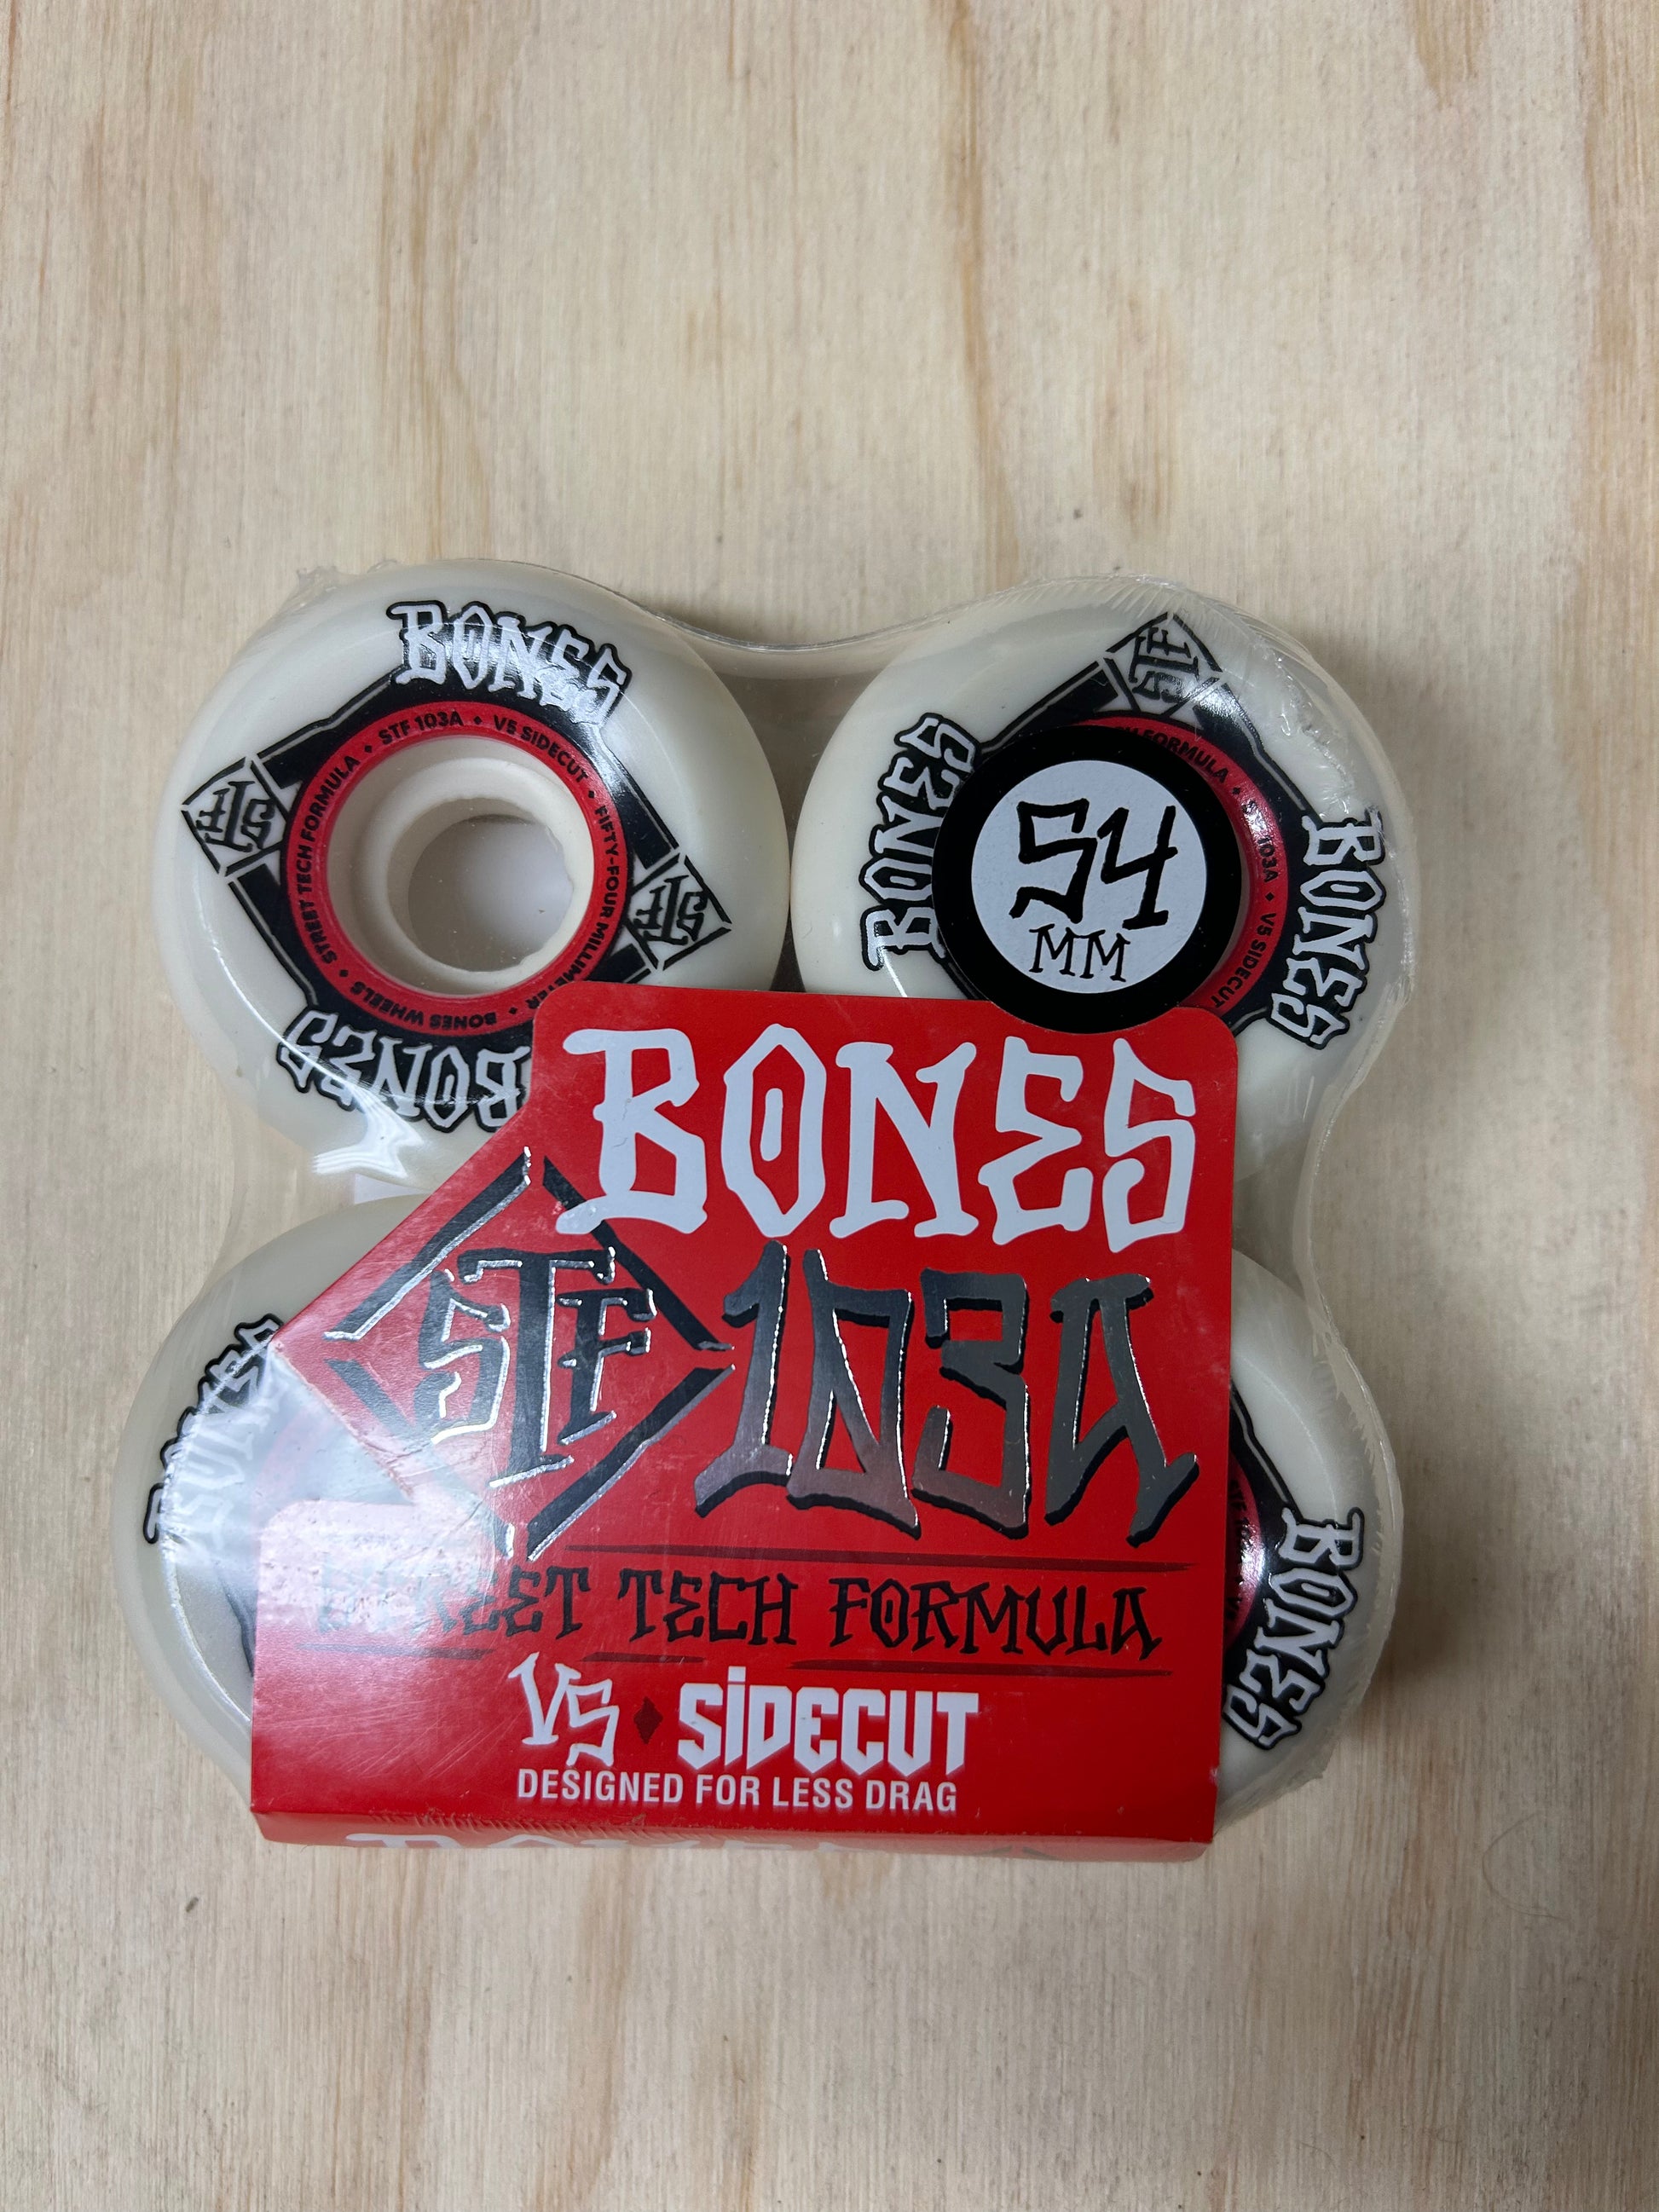 BONES
STF
STF
STREET TECH FORMULA ♦ STF 103A ♦ V5 SIDECUT ♦ FIFTY-FOUR MILLIMETER ♦ BONES WHEELS ♦
BONES
STF
BONES
FORMULA ♦ 103A ♦ V5 SIDECUT
BONES
54
MM
BONES
STF 103A
STREET TECH FORMULA
V5 ♦ SIDECUT
DESIGNED FOR LESS DRAG
BONES
BONES